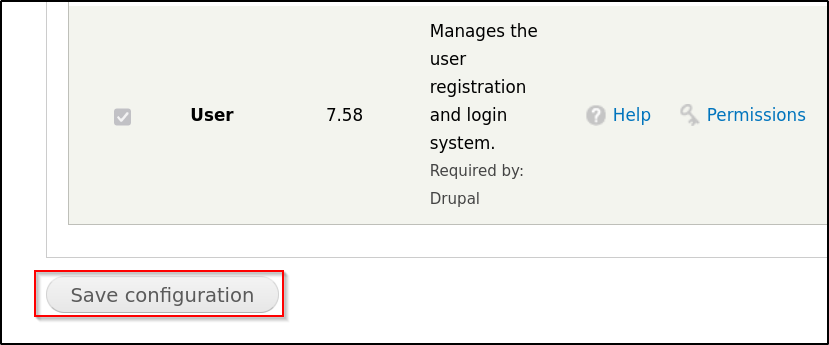 Manages the
user
registration
User 7.58 and login Help Permissions
system.
Required by:
Drupal
Save configuration